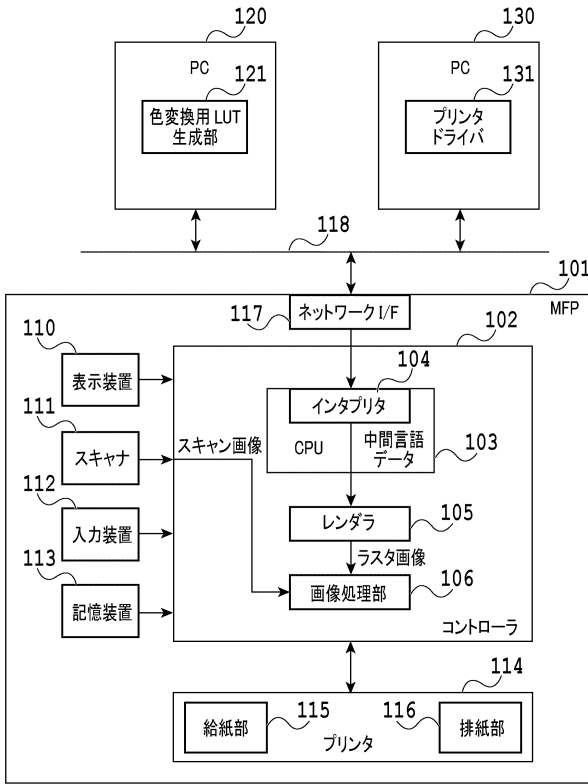 120
130
PC
PC
121
131
色変換用 LUT
生成部
プリンタ
ドライバ
118
101
MFP
117
ネットワーク I/F
102
110
表示装置
104
インタプリタ
CPU
中間言語
データ
103
111
スキャナ
スキャン画像
105
レンダラ
112
入力装置
ラスタ画像
106
画像処理部
113
記憶装置
コントローラ
114
給紙部
115
116
排紙部
プリンタ